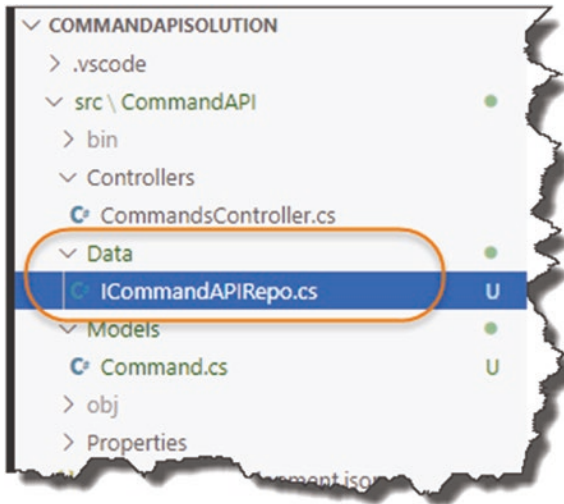 COMMANDAPISOLUTION
.vscode
src \ CommandAPI
bin
Controllers
C# CommandsController.cs
Data
C# ICommandAPIRepo.cs U
Models
C# Command.cs U
obj
Properties